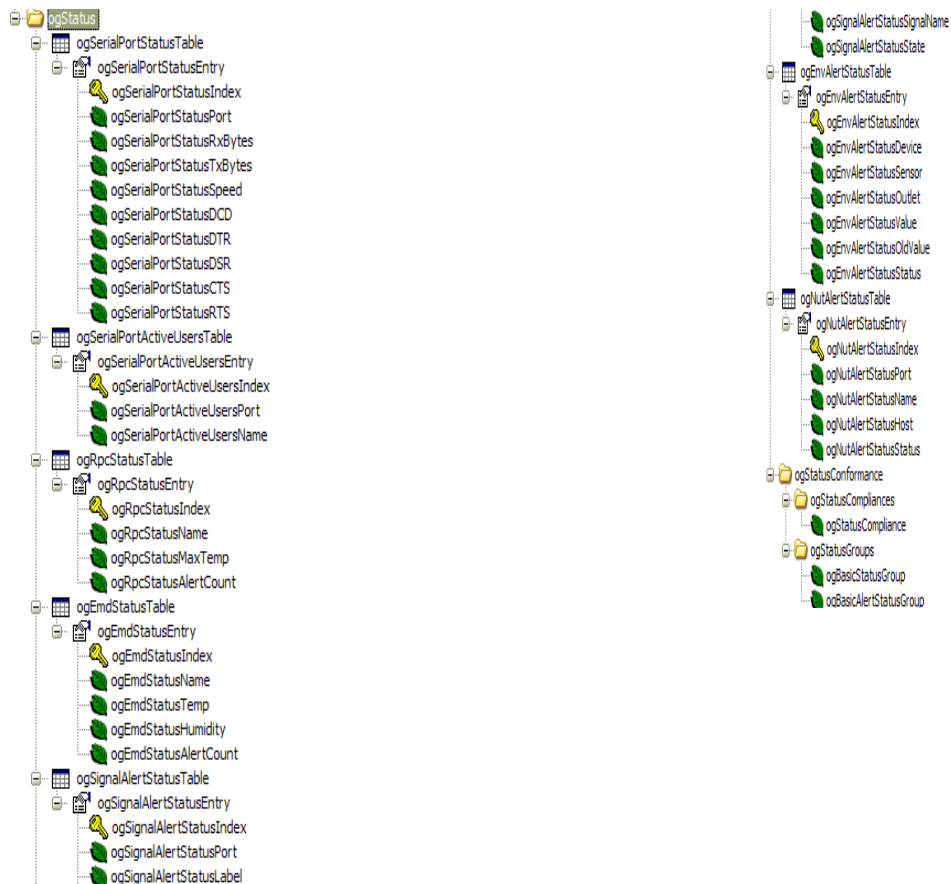 ogStatus
ogSerialPortStatusTable
ogSerialPortStatusEntry
ogSerialPortStatusIndex
ogSerialPortStatusPort
ogSerialPortStatusRxBytes
ogSerialPortStatusTxBytes
ogSerialPortStatusSpeed
ogSerialPortStatusDCD
ogSerialPortStatusDTR
ogSerialPortStatusDSR
ogSerialPortStatusCTS
ogSerialPortStatusRTS
ogSerialPortActiveUsersTable
ogSerialPortActiveUsersEntry
ogSerialPortActiveUsersIndex
ogSerialPortActiveUsersPort
ogSerialPortActiveUsersName
ogRpcStatusTable
ogRpcStatusEntry
ogRpcStatusIndex
ogRpcStatusName
ogRpcStatusMaxTemp
ogRpcStatusAlertCount
ogEmdStatusTable
ogEmdStatusEntry
ogEmdStatusIndex
ogEmdStatusName
ogEmdStatusTemp
ogEmdStatusHumidity
ogEmdStatusAlertCount
ogSignalAlertStatusTable
ogSignalAlertStatusEntry
ogSignalAlertStatusIndex
ogSignalAlertStatusPort
ogSignalAlertStatusLabel
ogSignalAlertStatusSignalName
ogSignalAlertStatusState
ogEnvAlertStatusTable
ogEnvAlertStatusEntry
ogEnvAlertStatusIndex
ogEnvAlertStatusDevice
ogEnvAlertStatusSensor
ogEnvAlertStatusOutlet
ogEnvAlertStatusValue
ogEnvAlertStatusOldValue
ogEnvAlertStatusStatus
ogNutAlertStatusTable
ogNutAlertStatusEntry
ogNutAlertStatusIndex
ogNutAlertStatusPort
ogNutAlertStatusName
ogNutAlertStatusHost
ogNutAlertStatusStatus
ogStatusConformance
ogStatusCompliances
ogStatusCompliance
ogStatusGroups
ogBasicStatusGroup
ogBasicAlertStatusGroup